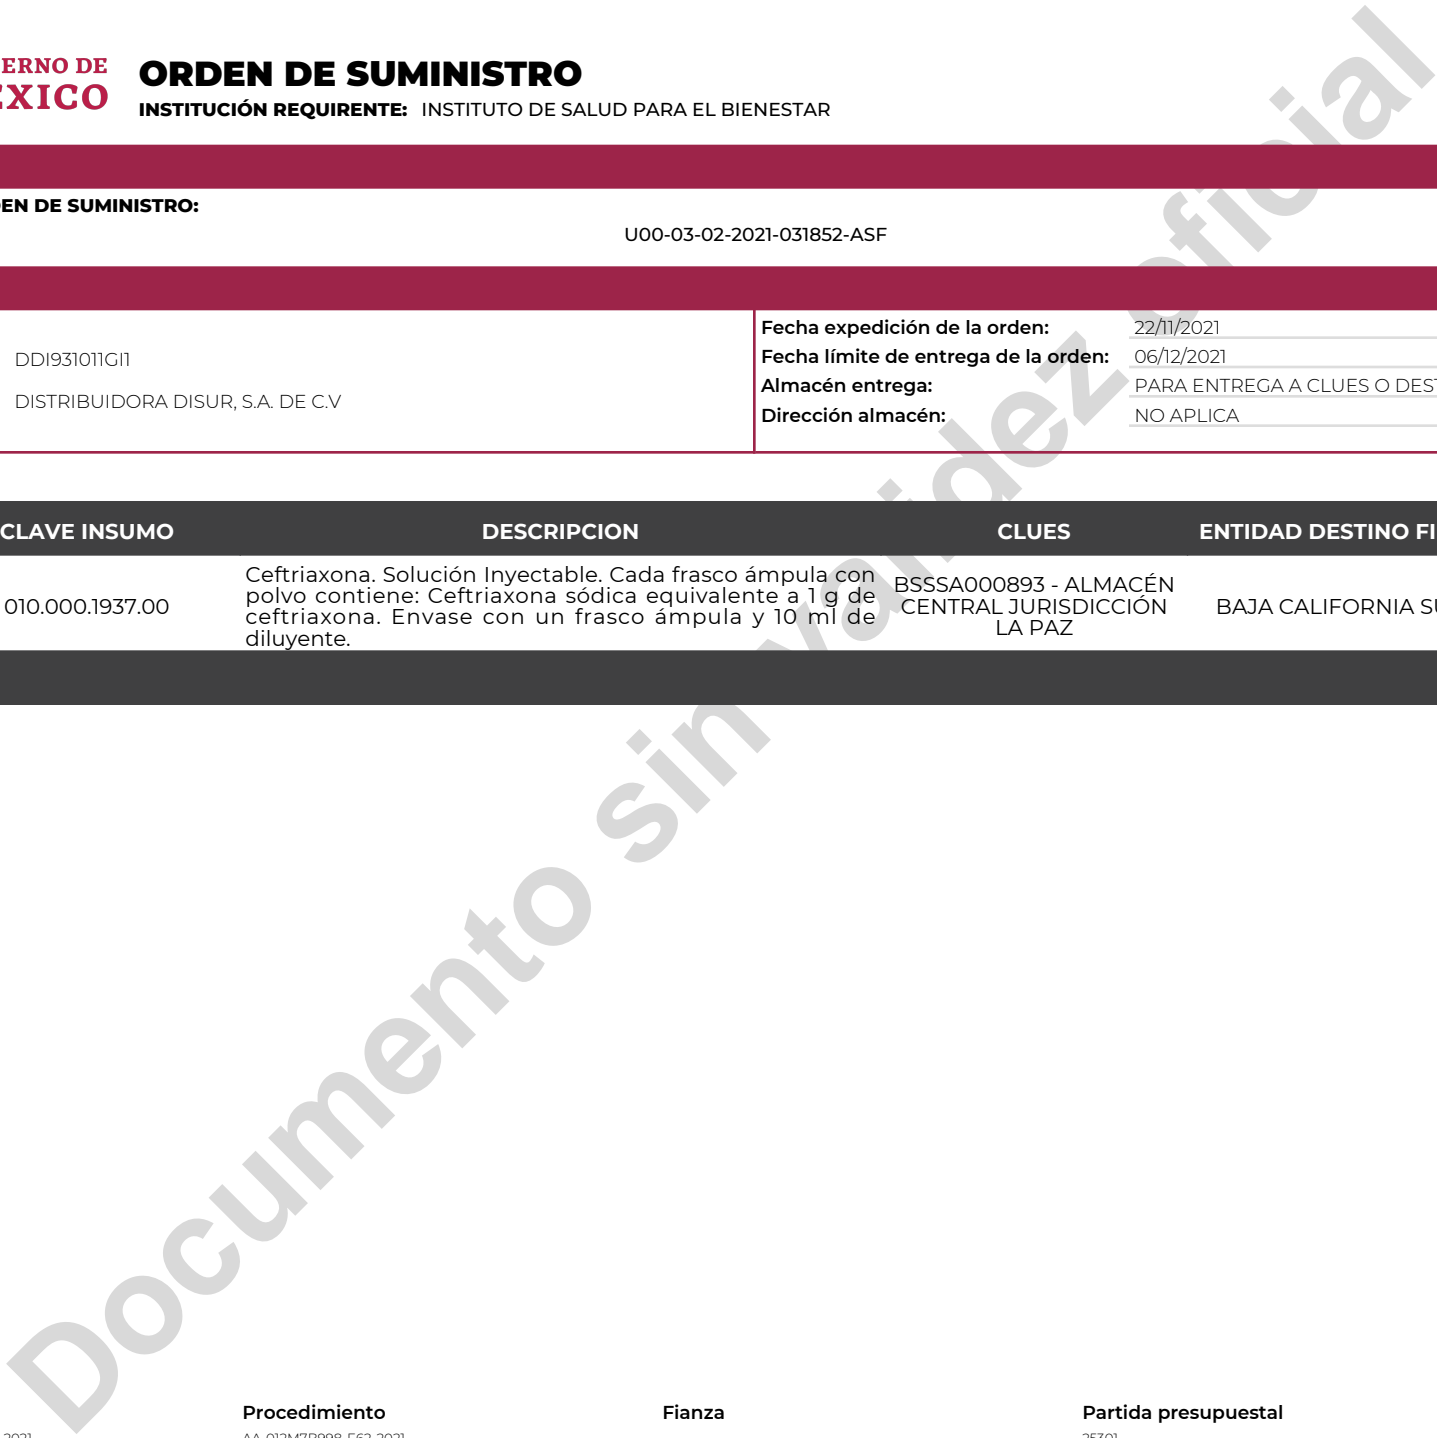 ERNO DE
EXICO
ORDEN DE SUMINISTRO
INSTITUCIÓN REQUIRENTE: INSTITUTO DE SALUD PARA EL BIENESTAR
EN DE SUMINISTRO:
U00-03-02-2021-031852-ASF
DDI931011GI1
DISTRIBUIDORA DISUR, S.A. DE C.V
Fecha expedición de la orden: 22/11/2021
Fecha límite de entrega de la orden: 06/12/2021
Almacén entrega: PARA ENTREGA A CLUES O DEST
Dirección almacén: NO APLICA
CLAVE INSUMO DESCRIPCION CLUES ENTIDAD DESTINO FI
010.000.1937.00
Ceftriaxona. Solución Inyectable. Cada frasco ámpula con
polvo contiene: Ceftriaxona sódica equivalente a 1 g de
ceftriaxona. Envase con un frasco ámpula y 10 ml de
diluyente.
BSSSA000893 - ALMACÉN
CENTRAL JURISDICCIÓN
LA PAZ
BAJA CALIFORNIA SU
Documento sin validez oficial
Procedimiento Fianza Partida presupuestal